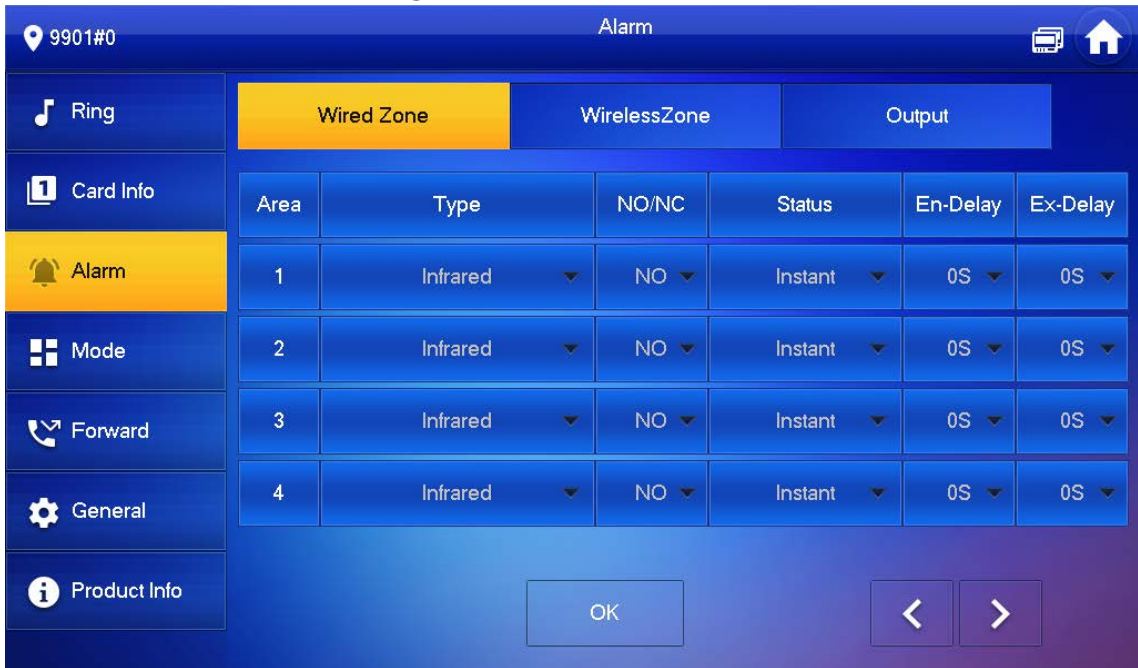 9901#0
Alarm
Ring
Card Info
Alarm
Mode
Forward
General
Product Info
Wired Zone WirelessZone Output
Area Type NO/NC Status En-Delay Ex-Delay
1 Infrared NO Instant 0S 0S
2 Infrared NO Instant 0S 0S
3 Infrared NO Instant 0S 0S
4 Infrared NO Instant 0S 0S
OK